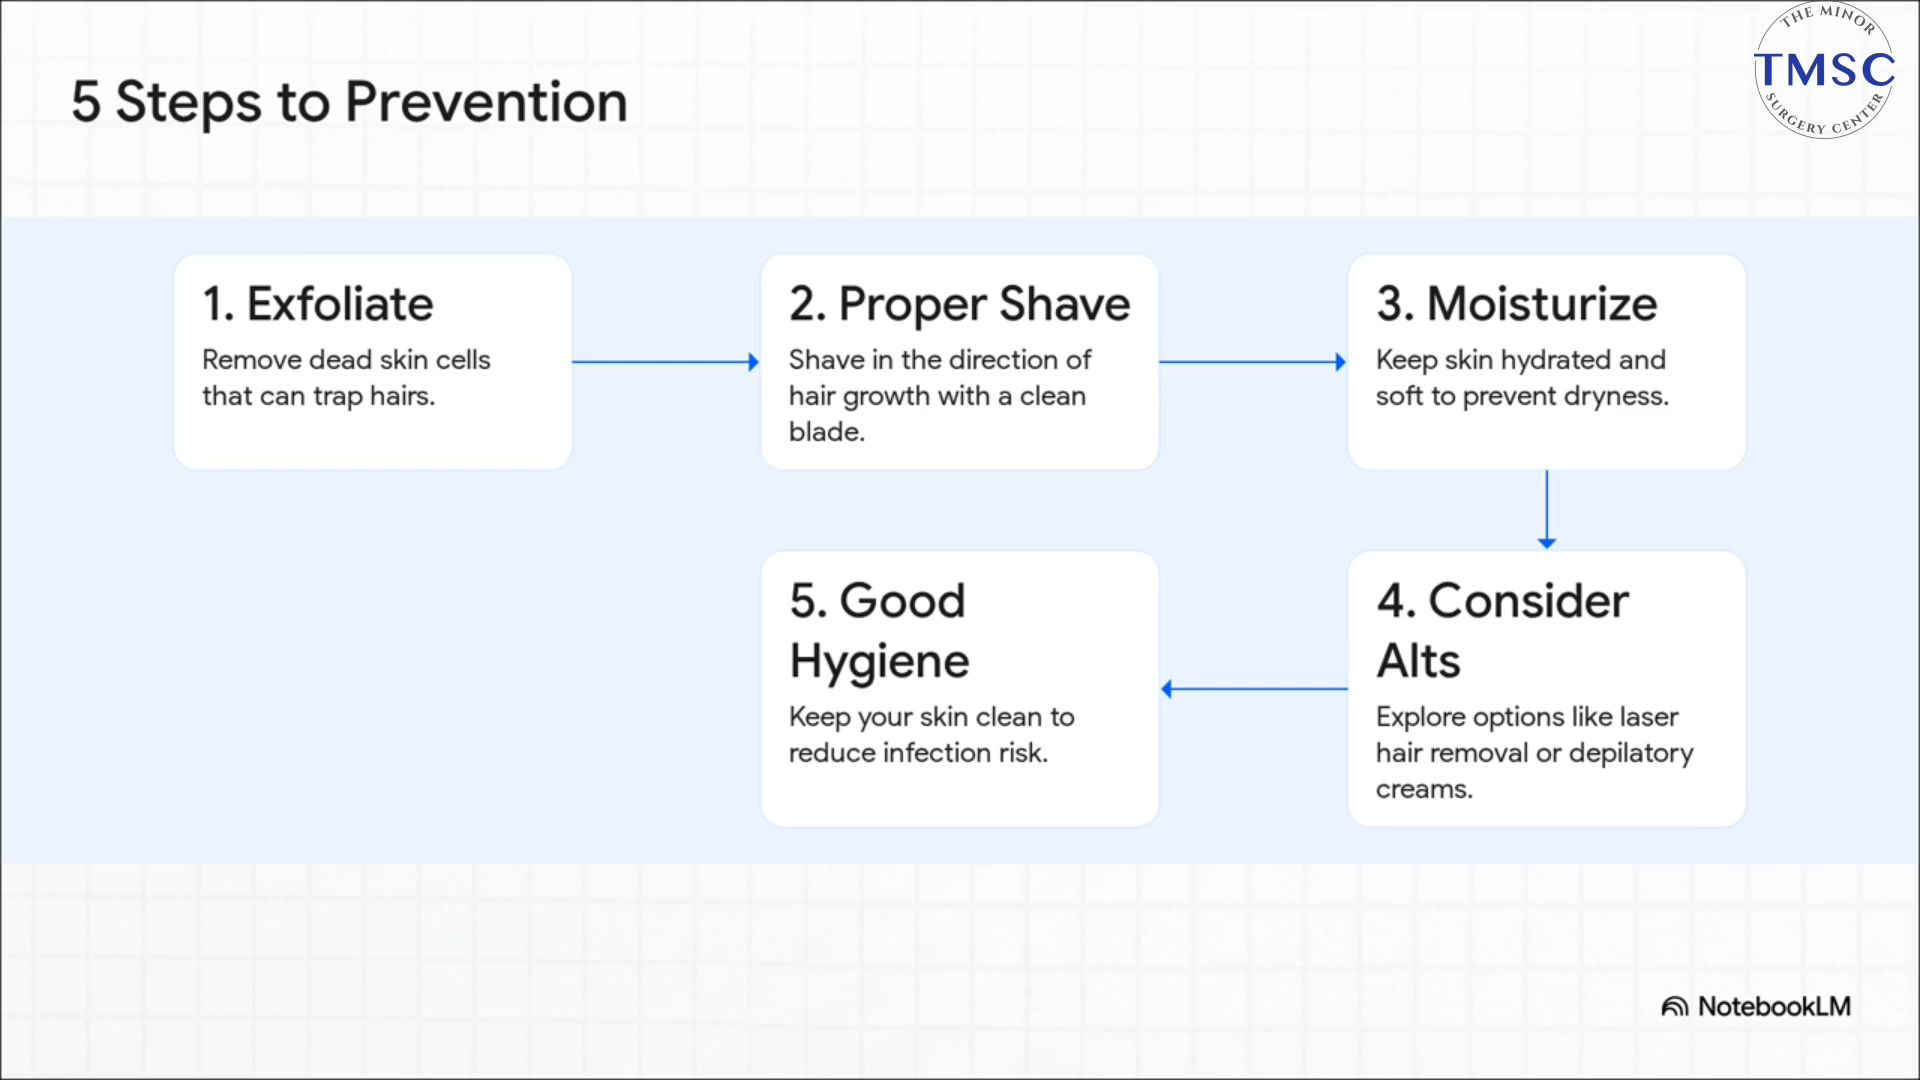 THE MINOR
TMSC
SURGERY CENTER
5 Steps to Prevention
1. Exfoliate
Remove dead skin cells
that can trap hairs.
2. Proper Shave
Shave in the direction of
hair growth with a clean
blade.
3. Moisturize
Keep skin hydrated and
soft to prevent dryness.
4. Consider
Alts
Explore options like laser
hair removal or depilatory
creams.
5. Good
Hygiene
Keep your skin clean to
reduce infection risk.
NotebookLM